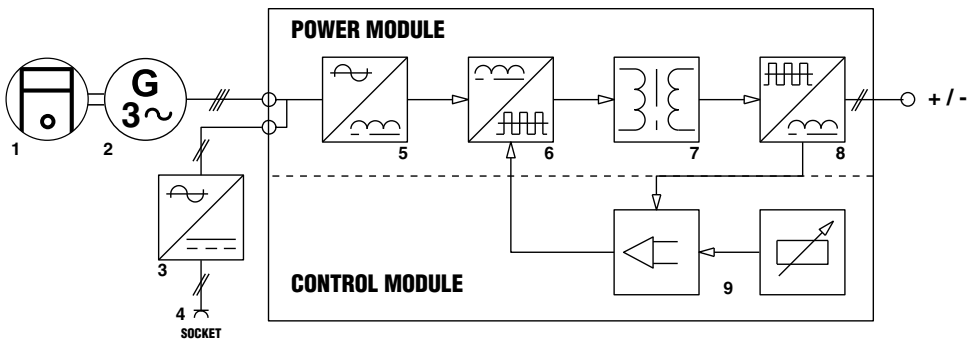 POWER MODULE
G
3~
+ / -
1
2
5
6
7
8
3
9
CONTROL MODULE
4
SOCKET